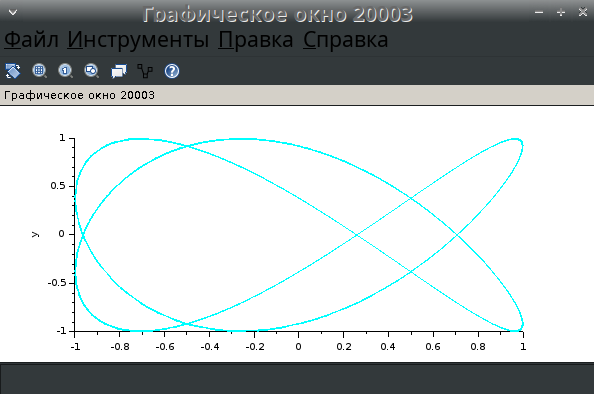 Графическое окно 20003
Файл Инструменты Правка Справка
Графическое окно 20003
1
0.5
0
-0.5
-1
y
-1 -0.8 -0.6 -0.4 -0.2 0 0.2 0.4 0.6 0.8 1